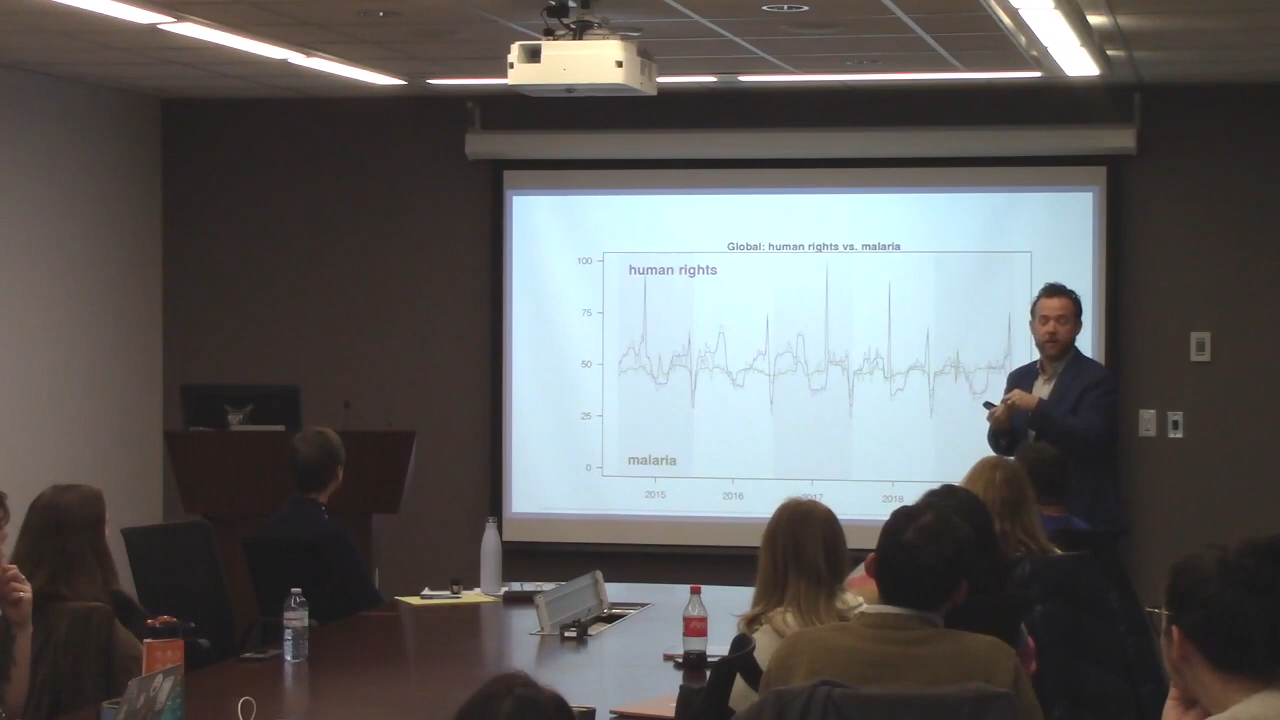 Global: human rights vs. malaria
100
human rights
75
50
25
malaria
0
2015 2016 2017 2018